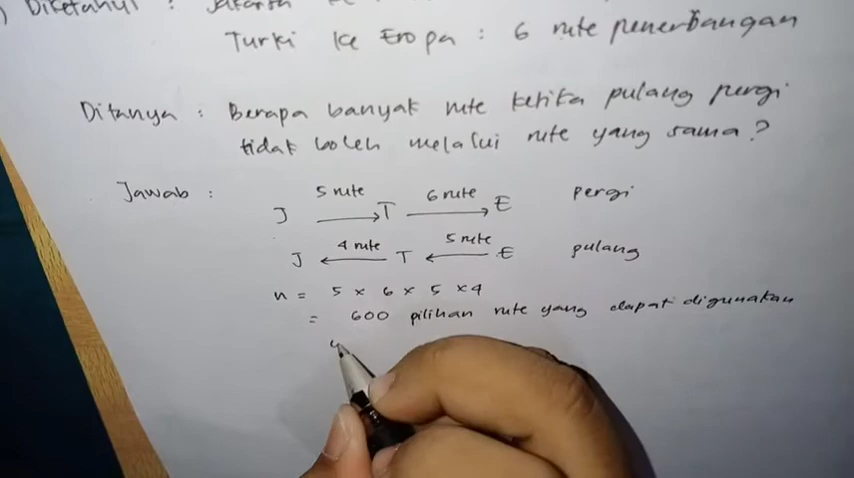 ) Diketahui : Jakarta
Turki ke Eropa : 6 rute penerbangan
Ditanya : Berapa banyak rute ketika pulang pergi
tidak boleh melalui rute yang sama?
Jawab :
5 rute 6 rute
J → T → E pergi
4 rute 5 rute
J ← T ← E pulang
n = 5 x 6 x 5 x 4
= 600 pilihan rute yang dapat digunakan